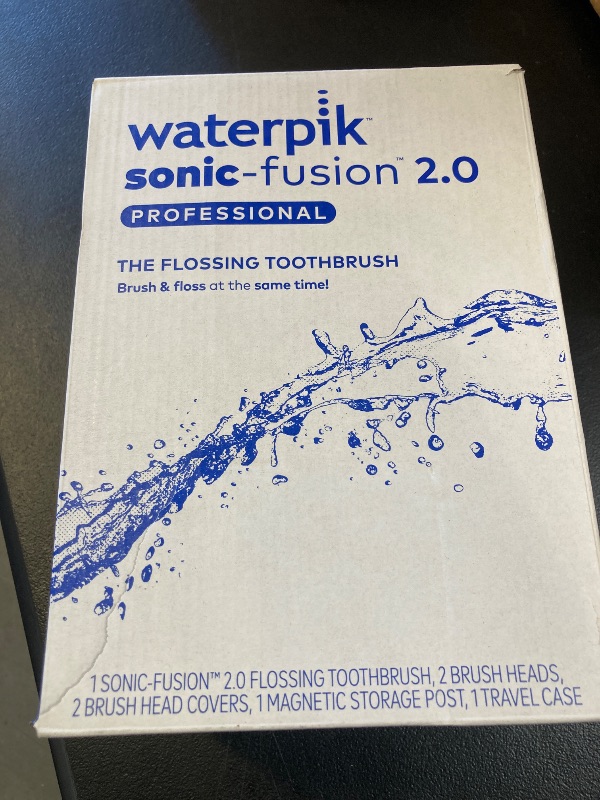 waterpik™
sonic-fusion™ 2.0
PROFESSIONAL
THE FLOSSING TOOTHBRUSH
Brush & floss at the same time!
1 SONIC-FUSION™ 2.0 FLOSSING TOOTHBRUSH, 2 BRUSH HEADS,
2 BRUSH HEAD COVERS, 1 MAGNETIC STORAGE POST, 1 TRAVEL CASE